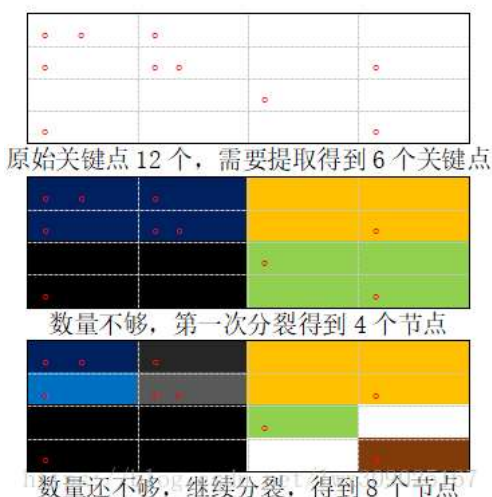 原始关键点 12 个，需要提取得到 6 个关键点
数量不够，第一次分裂得到 4 个节点
数量还不够，继续分裂，得到 8 个节点